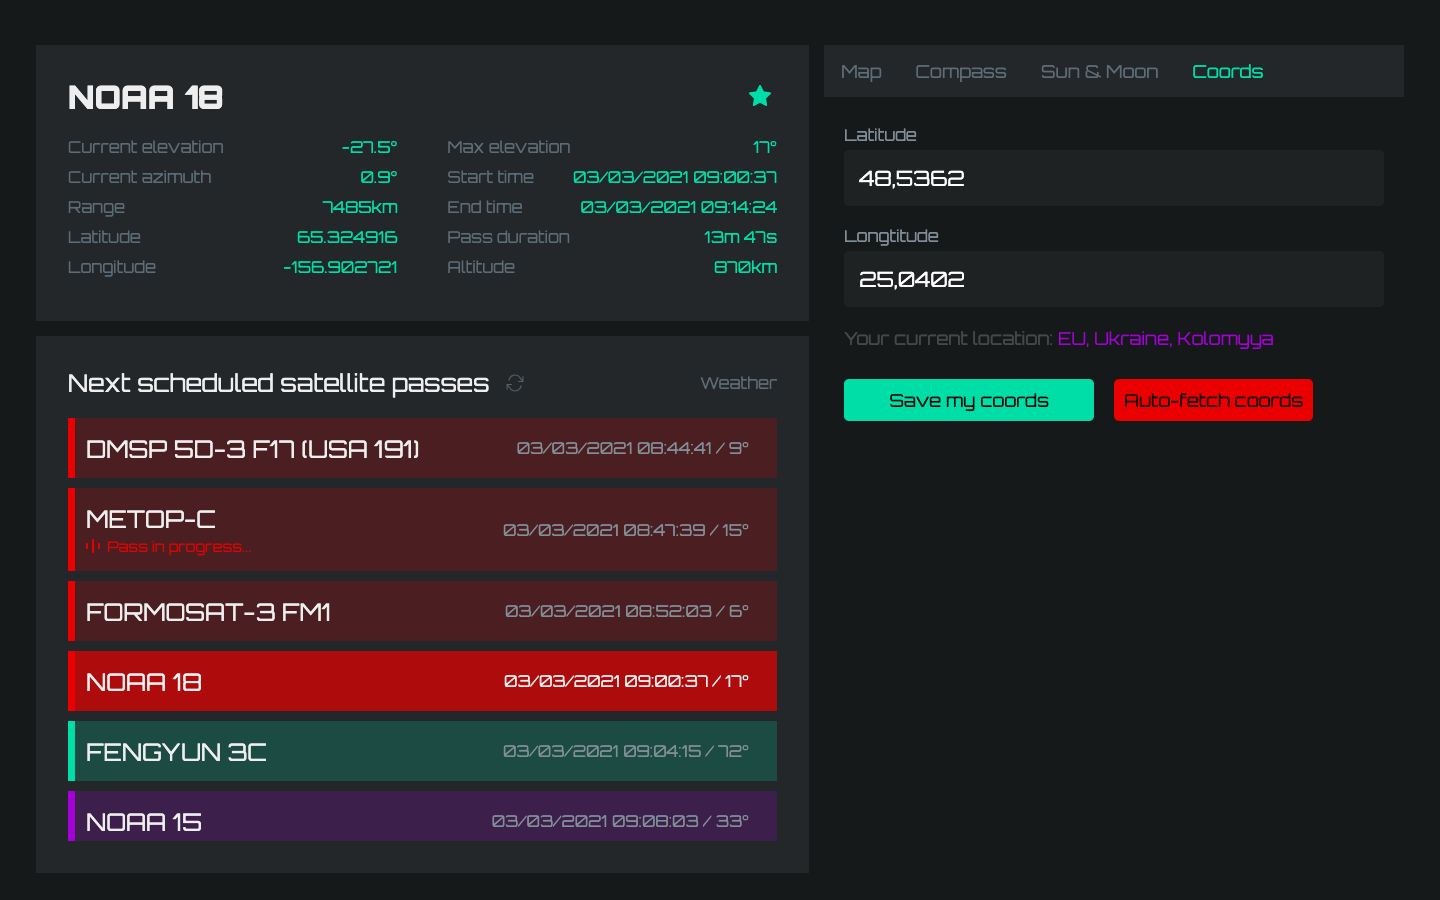 NOAA 18
Current elevation -27.5°
Current azimuth 0.9°
Range 7485km
Latitude 65.324916
Longitude -156.902721
Max elevation 17°
Start time 03/03/2021 09:00:37
End time 03/03/2021 09:14:24
Pass duration 13m 47s
Altitude 870km
Next scheduled satellite passes Weather
DMSP 5D-3 F17 (USA 191) 03/03/2021 08:44:41 / 9°
METOP-C 03/03/2021 08:47:39 / 15°
Pass in progress...
FORMOSAT-3 FM1 03/03/2021 08:52:03 / 6°
NOAA 18 03/03/2021 09:00:37 / 17°
FENGYUN 3C 03/03/2021 09:04:15 / 72°
NOAA 15 03/03/2021 09:08:03 / 33°
Map Compass Sun & Moon Coords
Latitude
48,5362
Longtitude
25,0402
Your current location: EU, Ukraine, Kolomyya
Save my coords Auto-fetch coords